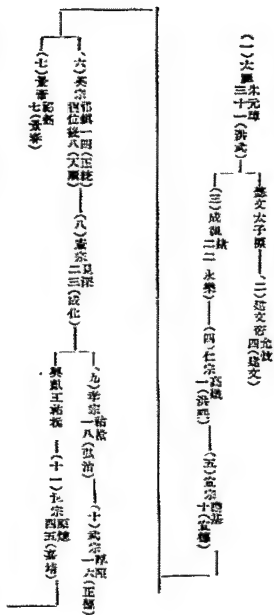 (一)太祖朱元璋三十一(洪武)
懿文太子標
(二)建文帝允炆四(建文)
(三)成祖棣二二(永樂)
(四)仁宗高熾一(洪熙)
(五)宣宗瞻基十(宣德)
(六)英宗祁鎮一四(正統)
復位後八(天順)
(七)景帝祁鈺七(景泰)
(八)憲宗見深二三(成化)
(九)孝宗祐樘一八(弘治)
興獻王祐杬
(十)武宗厚照一六(正德)
(十一)世宗厚熜四五(嘉靖)